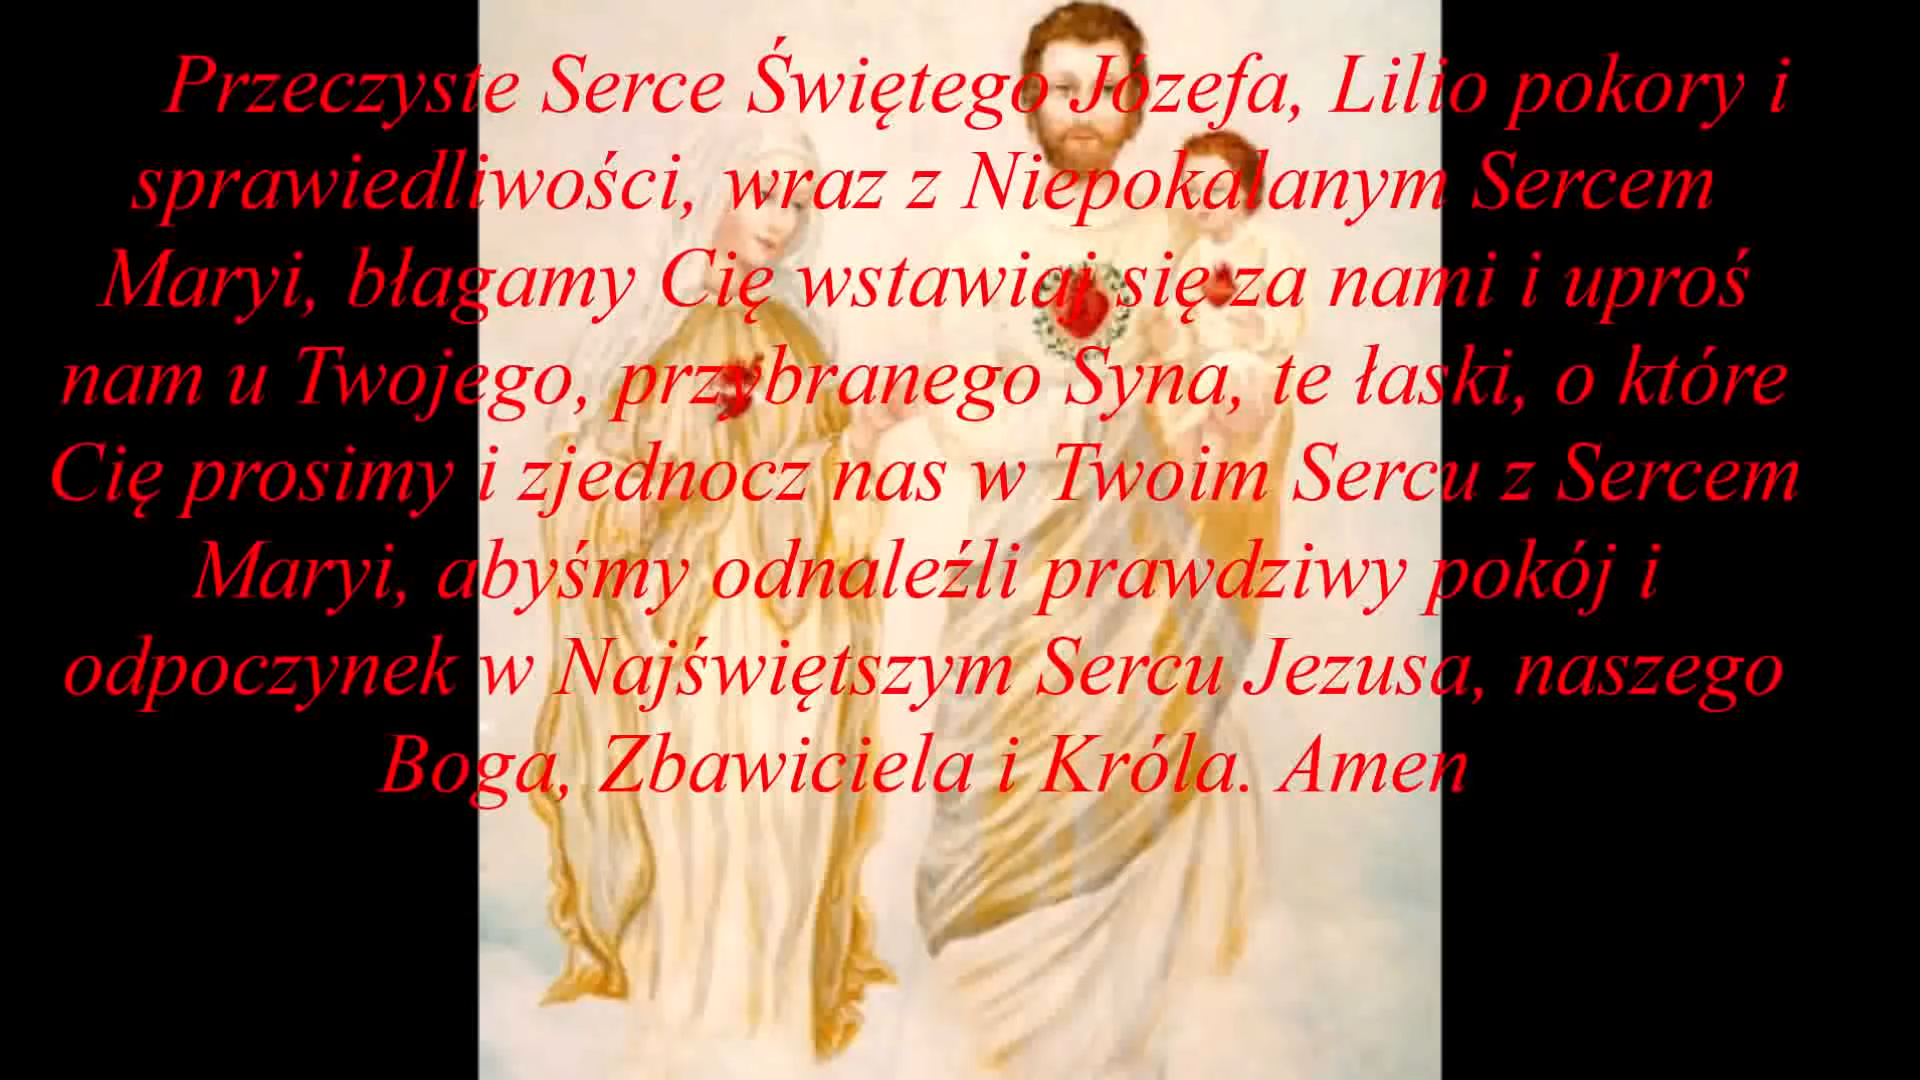 Przeczyste Serce Świętego Józefa, Lilio pokory i
sprawiedliwości, wraz z Niepokalanym Sercem
Maryi, błagamy Cię wstawiaj się za nami i uproś
nam u Twojego, przybranego Syna, te łaski, o które
Cię prosimy i zjednocz nas w Twoim Sercu z Sercem
Maryi, abyśmy odnaleźli prawdziwy pokój i
odpoczynek w Najświętszym Sercu Jezusa, naszego
Boga, Zbawiciela i Króla. Amen